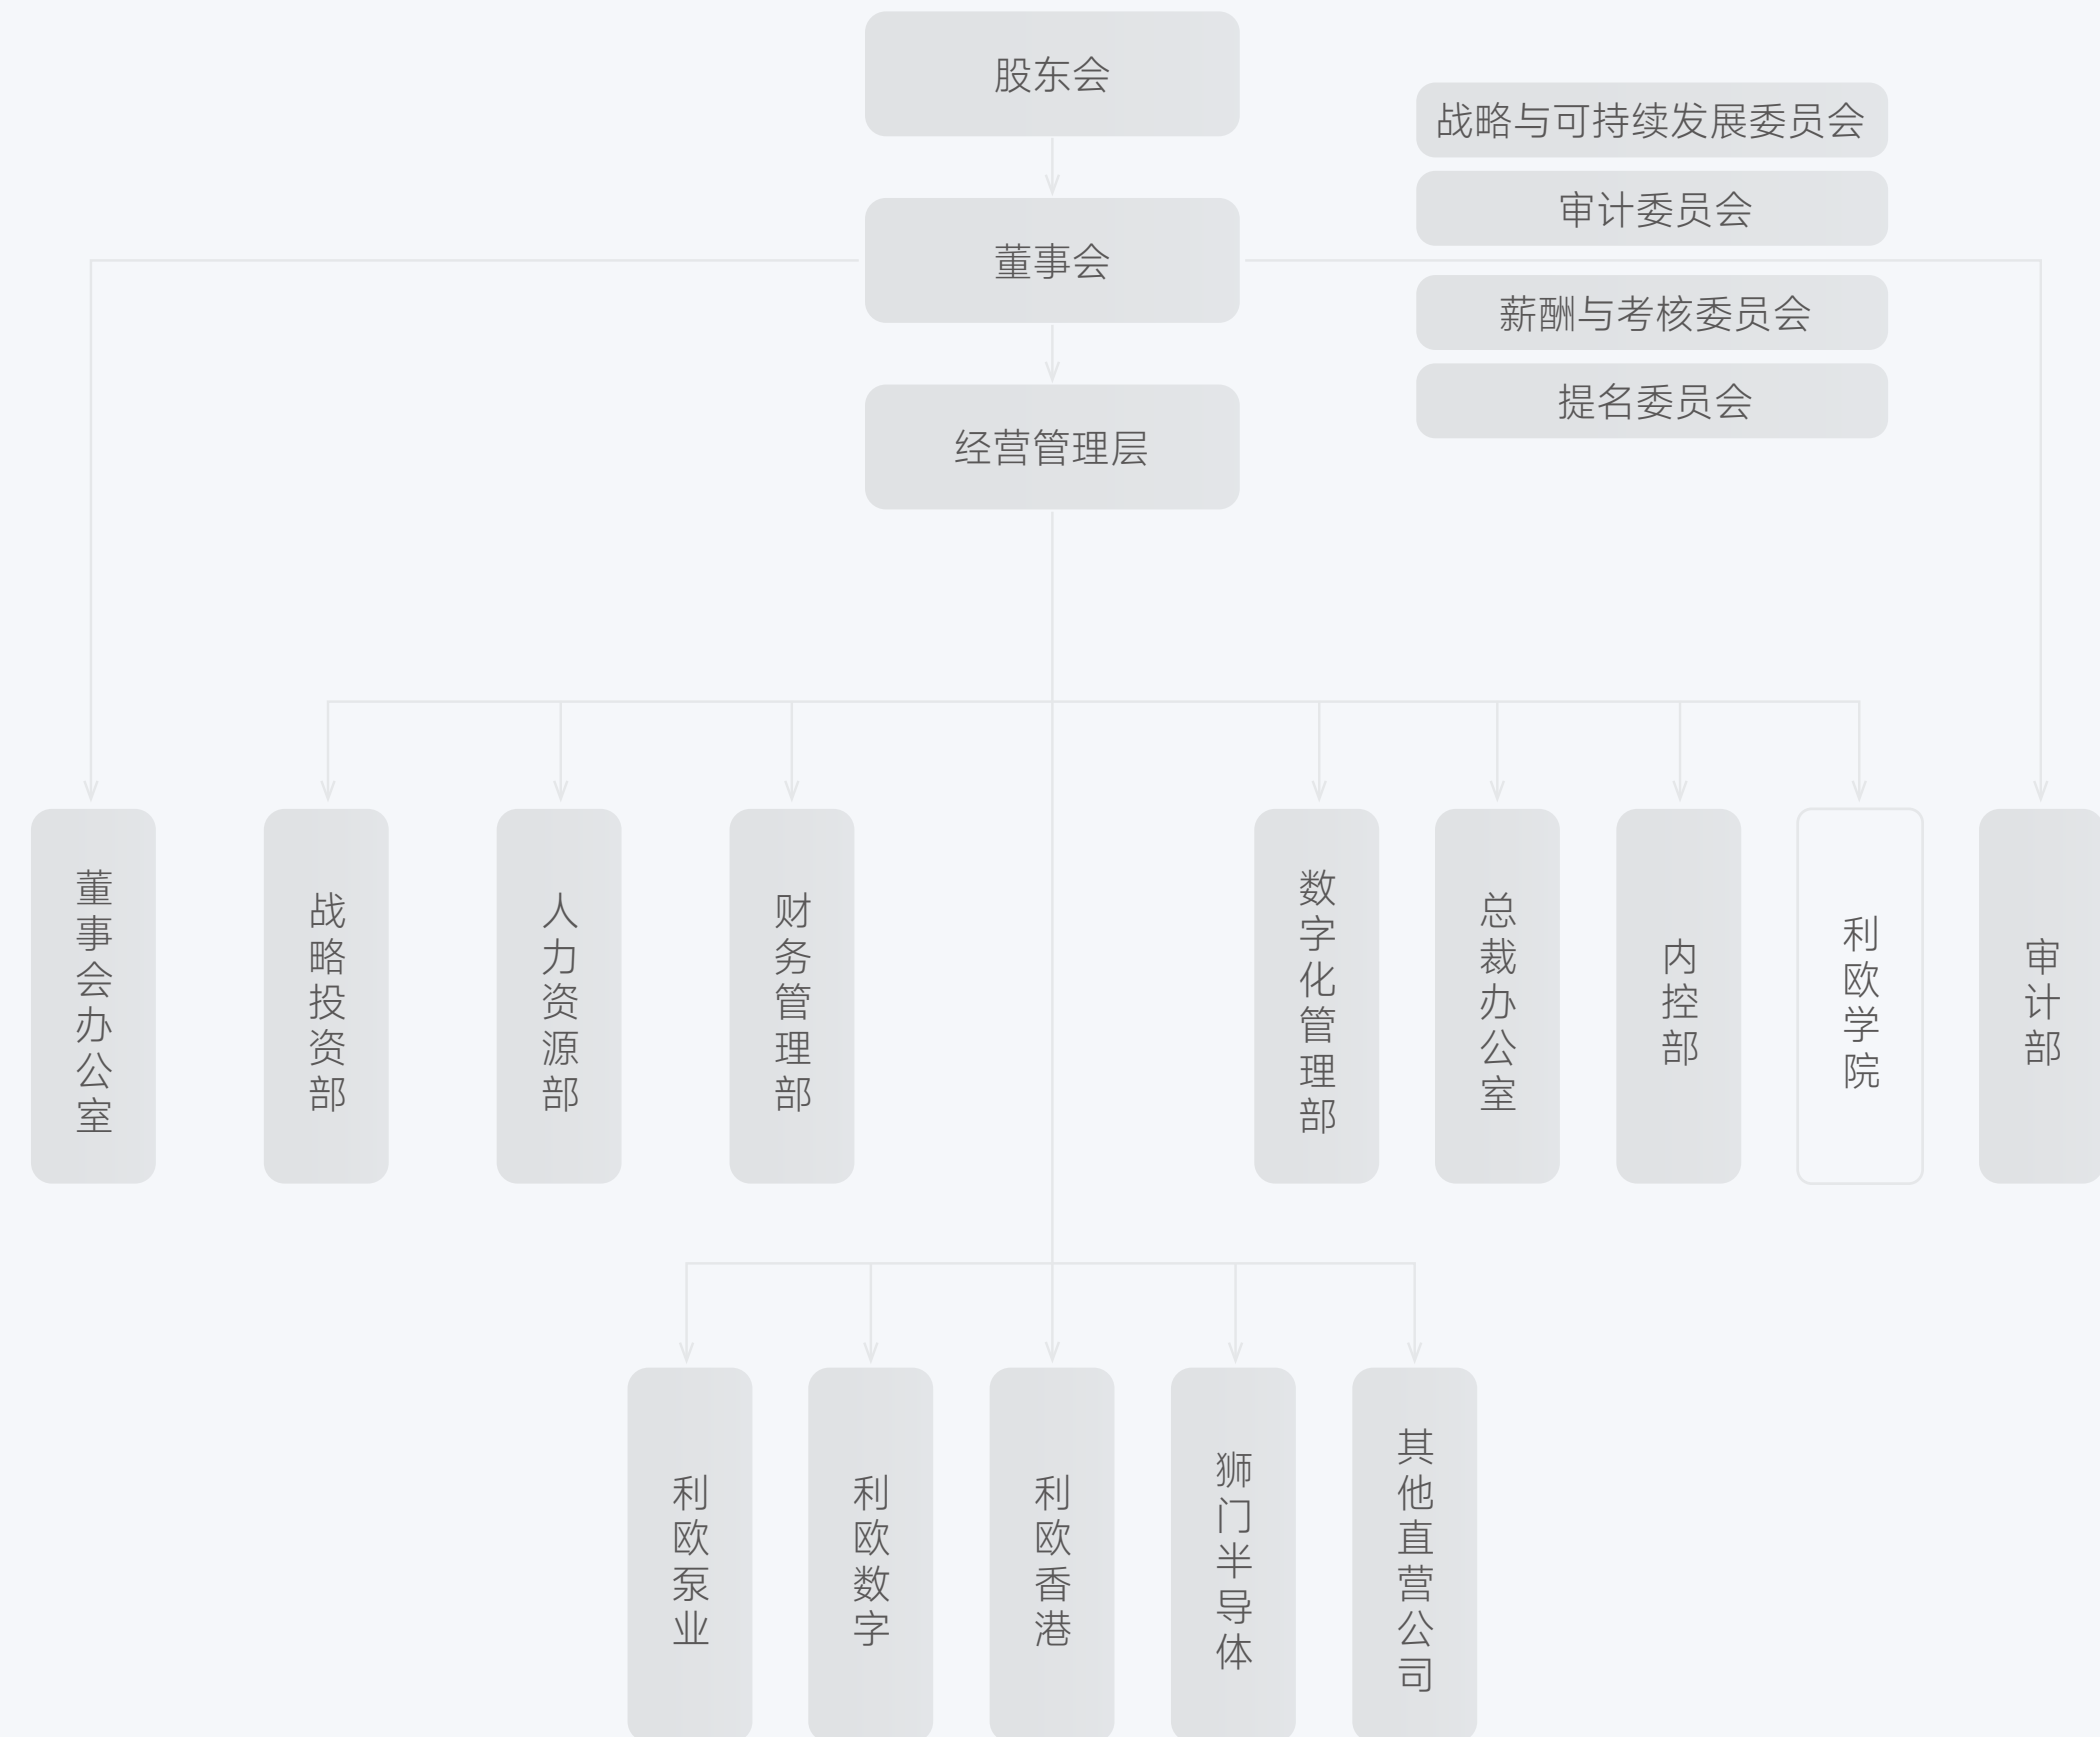 股东会
战略与可持续发展委员会
审计委员会
董事会
薪酬与考核委员会
提名委员会
经营管理层
董事会办公室
战略投资部
人力资源部
财务管理部
数字化管理部
总裁办公室
内控部
利欧学院
审计部
利欧泵业
利欧数字
利欧香港
狮门半导体
其他直营公司